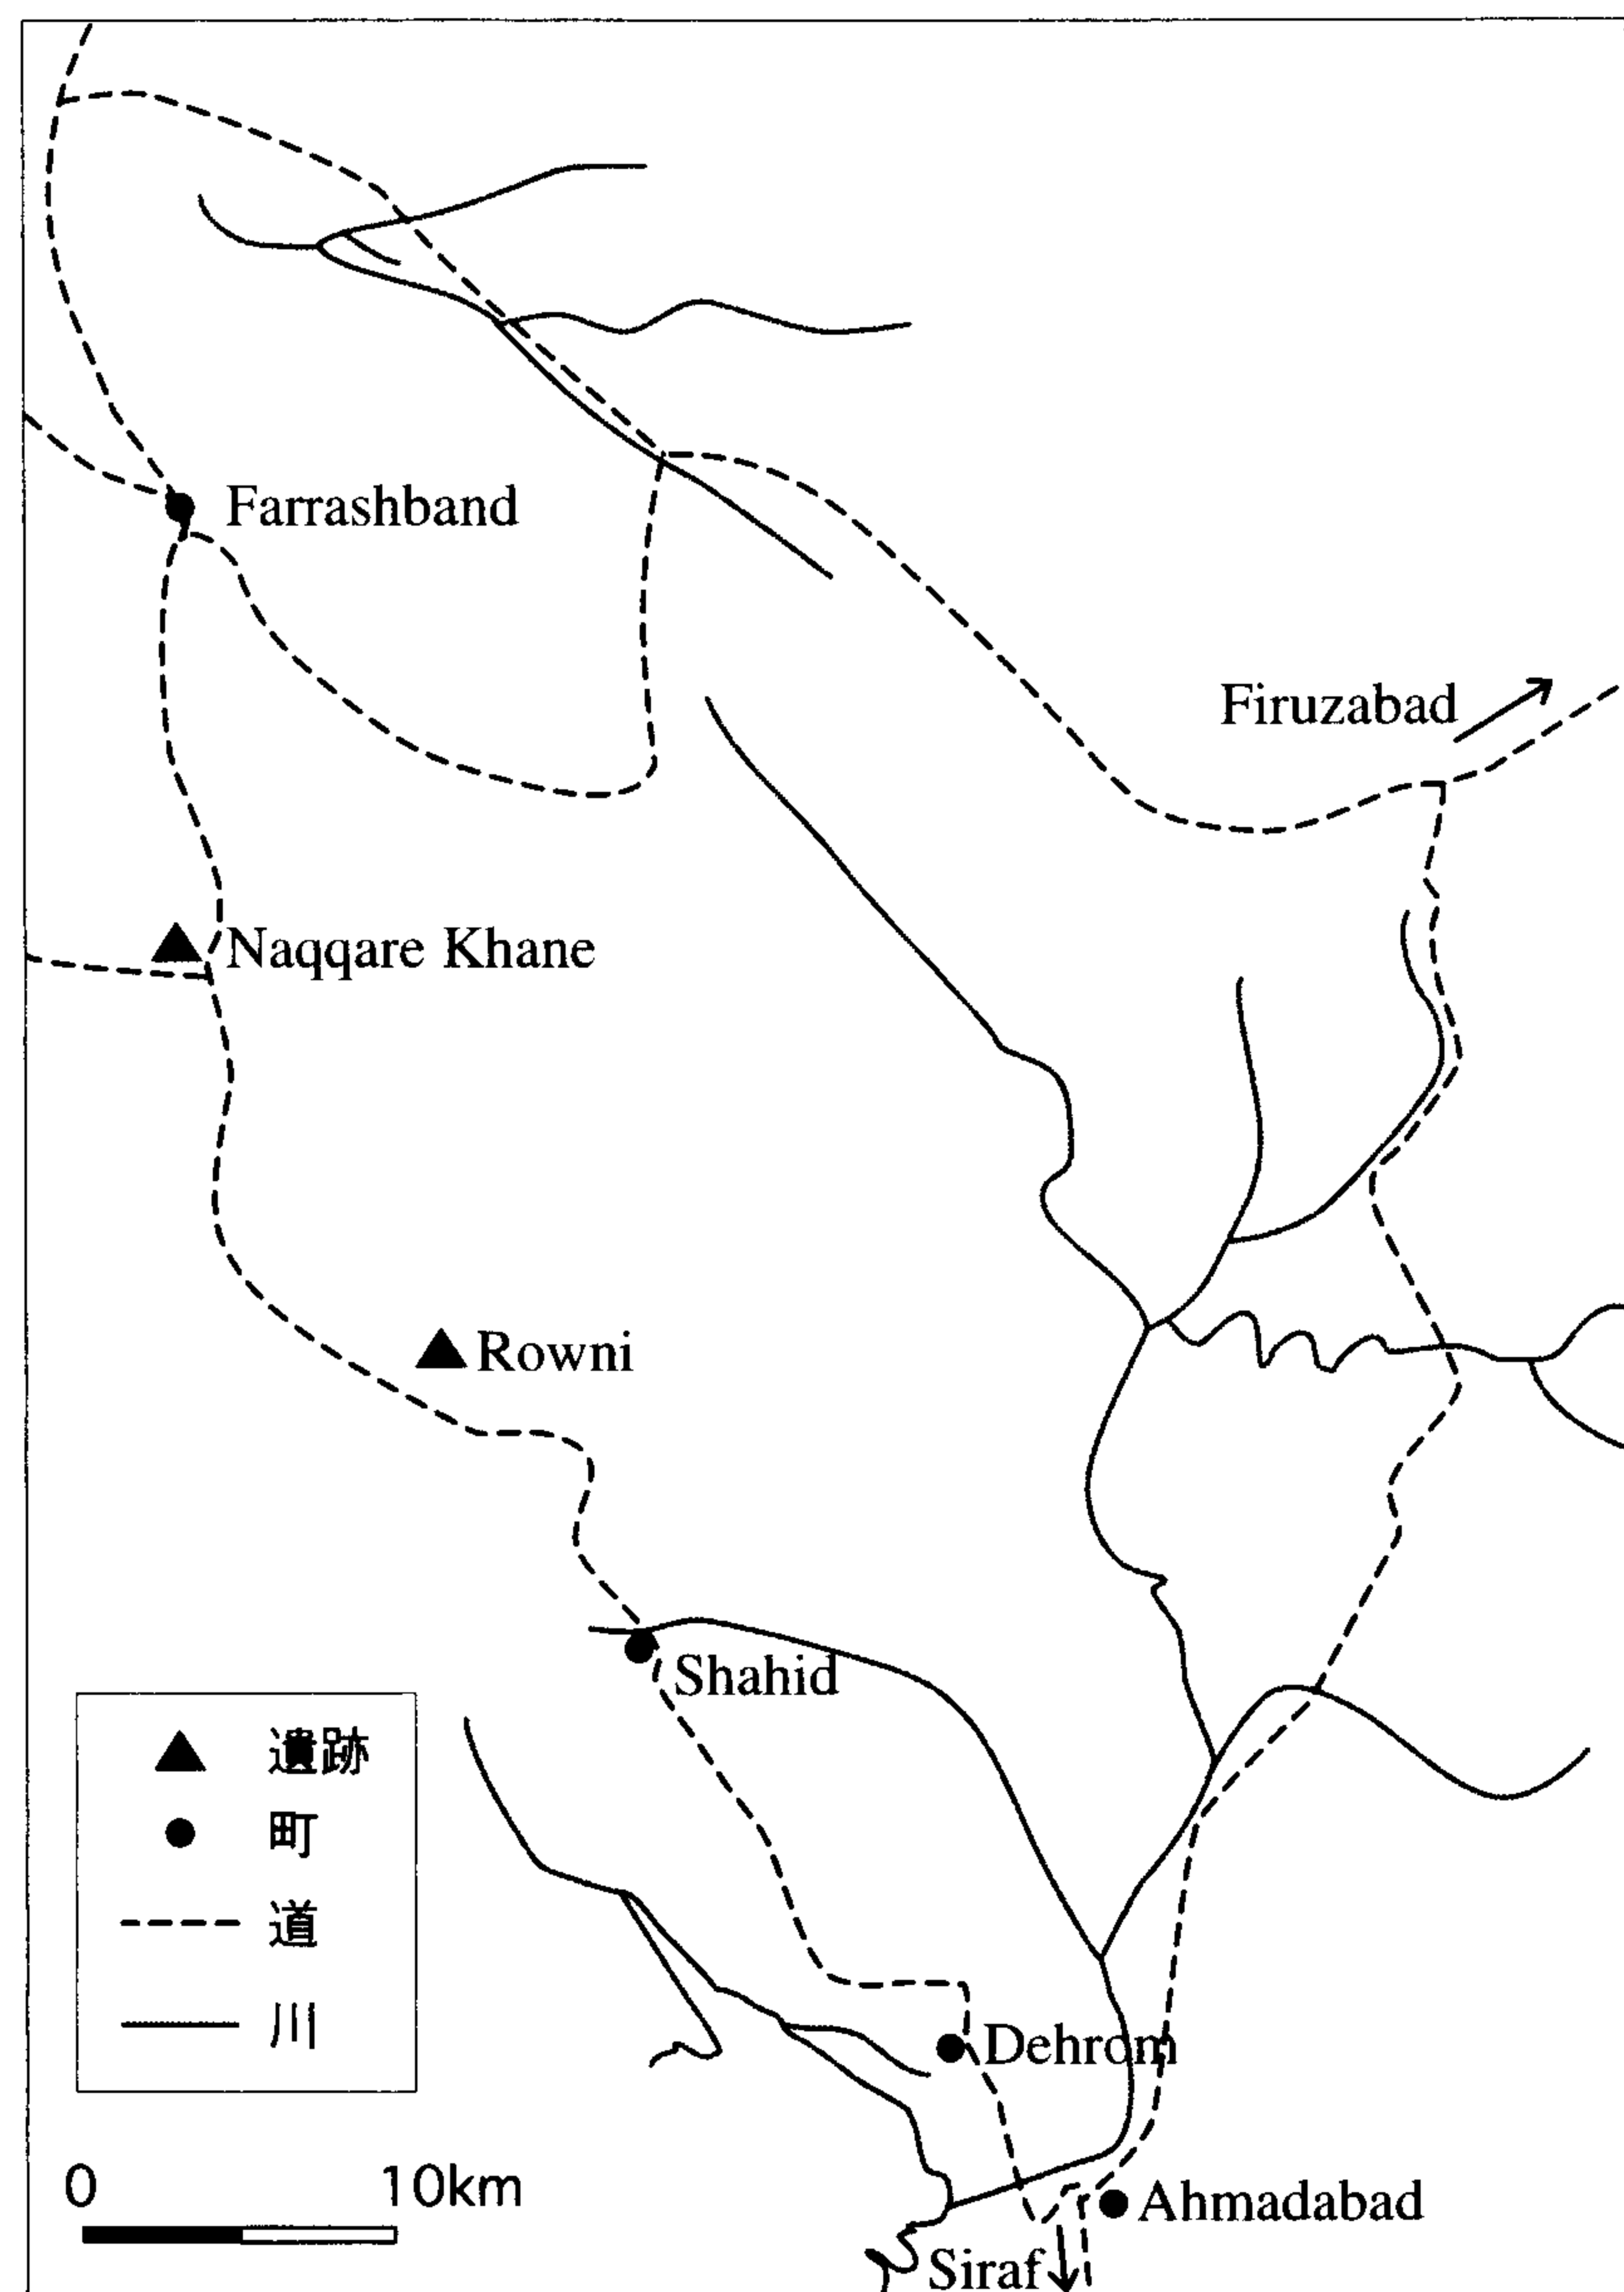 Farrashband
Firuzabad
Naqqare Khane
Rowni
Shahid
遺跡
町
道
川
Dehrom
0 10km
Ahmadabad
Siraf